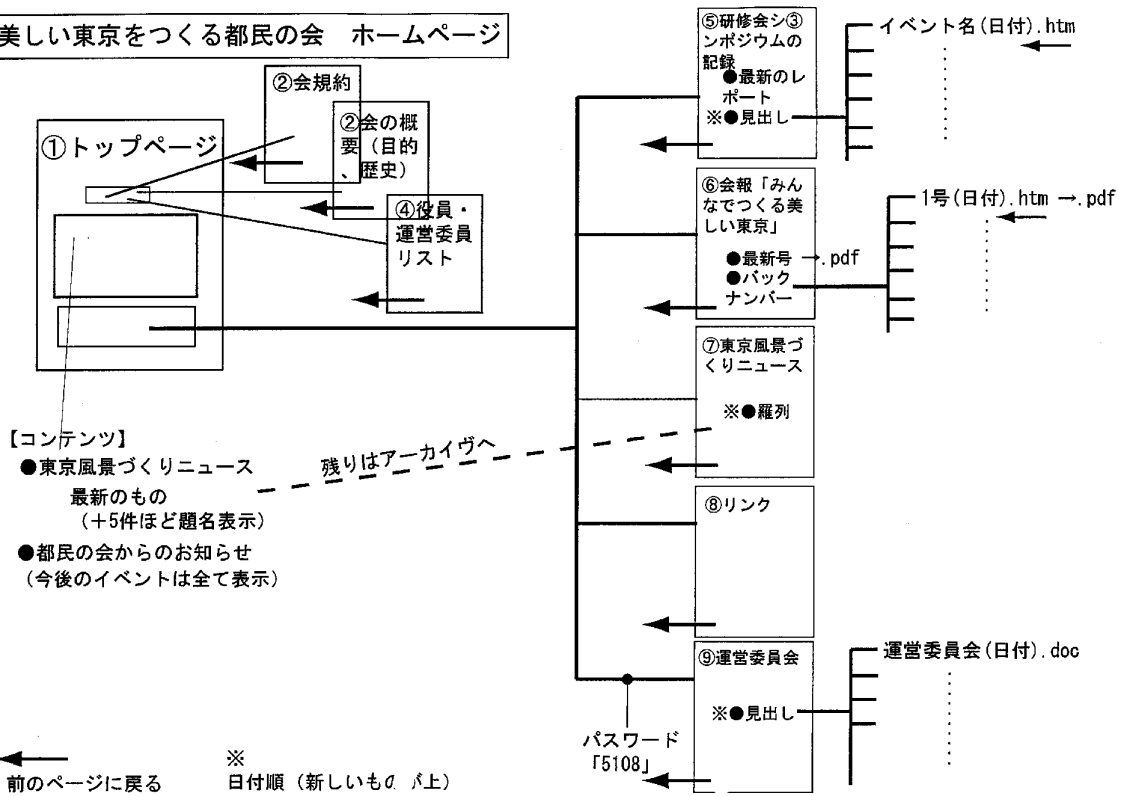 美しい東京をつくる都民の会　ホームページ
①トップページ
②会規約
②会の概
要（目的
、歴史）
④役員・
運営委員
リスト
【コンテンツ】
●東京風景づくりニュース
最新のもの
（＋5件ほど題名表示）
●都民の会からのお知らせ
（今後のイベントは全て表示）
残りはアーカイヴへ
⑤研修会シ③
ンポジウムの
記録
●最新のレ
ポート
※●見出し
イベント名(日付).htm
⑥会報「みん
なでつくる美
しい東京」
●最新号 →.pdf
●バック
ナンバー
1号(日付).htm →.pdf
⑦東京風景づ
くりニュース
※●羅列
⑧リンク
⑨運営委員会
※●見出し
運営委員会(日付).doc
パスワード
「5108」
前のページに戻る
※
日付順（新しいものが上）